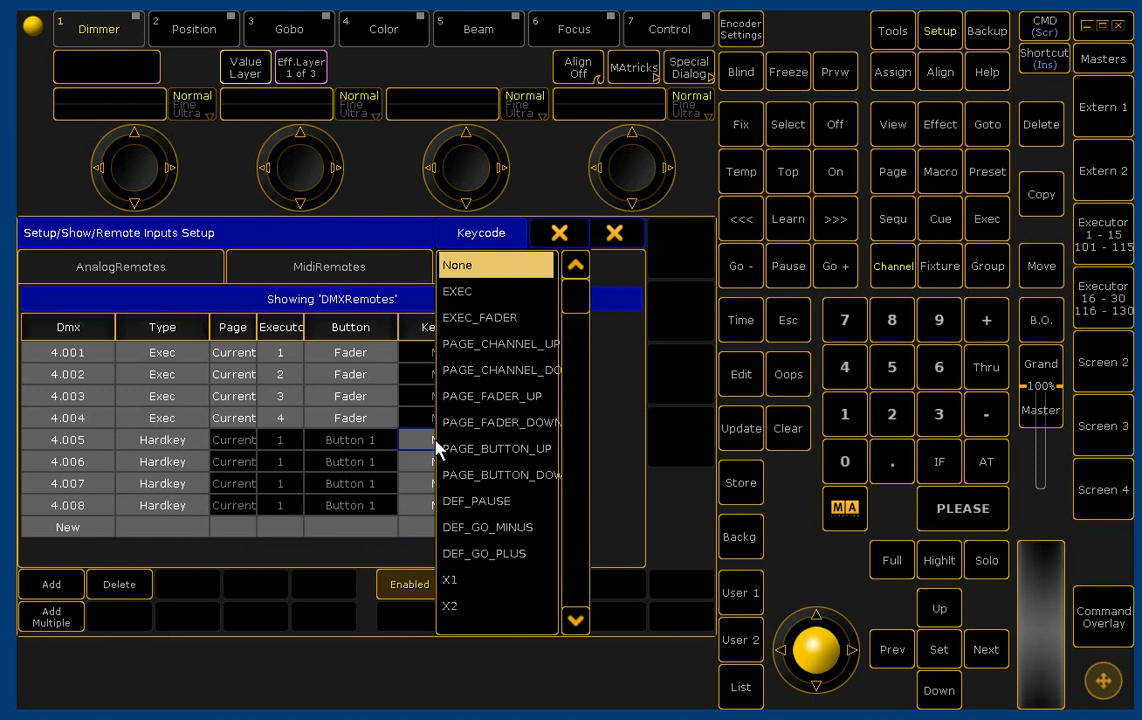 1 Dimmer
2 Position
3 Gobo
4 Color
5 Beam
6 Focus
7 Control
Encoder Settings
Tools
Setup
Backup
CMD (Scr)
Value Layer
Eff.Layer 1 of 3
Align Off
MAtricks
Special Dialog
Blind
Freeze
Prvw
Assign
Align
Help
Shortcut (Ins)
Masters
Normal
Fine
Ultra
Normal
Fine
Ultra
Normal
Fine
Ultra
Normal
Fine
Ultra
Fix
Select
Off
View
Effect
Goto
Delete
Extern 1
Temp
Top
On
Page
Macro
Preset
Copy
Extern 2
<<<
Learn
>>>
Sequ
Cue
Exec
Executor
1 - 15
101 - 115
Go -
Pause
Go +
Channel
Fixture
Group
Move
Executor
16 - 30
116 - 130
Time
Esc
7
8
9
+
B.O.
Edit
Oops
4
5
6
Thru
Grand
100%
Master
Screen 2
Update
Clear
1
2
3
-
Screen 3
Store
0
.
IF
AT
Screen 4
MA
PLEASE
Backg
Full
Highlt
Solo
User 1
Up
Command Overlay
User 2
Prev
Set
Next
List
Down
Setup/Show/Remote Inputs Setup
Keycode
AnalogRemotes
MidiRemotes
Showing 'DMXRemotes'
Dmx Type Page Executo Button Ke
4.001 Exec Current 1 Fader
4.002 Exec Current 2 Fader
4.003 Exec Current 3 Fader
4.004 Exec Current 4 Fader
4.005 Hardkey Current 1 Button 1
4.006 Hardkey Current 1 Button 1
4.007 Hardkey Current 1 Button 1
4.008 Hardkey Current 1 Button 1
New
None
EXEC
EXEC_FADER
PAGE_CHANNEL_UP
PAGE_CHANNEL_DO
PAGE_FADER_UP
PAGE_FADER_DOWN
PAGE_BUTTON_UP
PAGE_BUTTON_DOW
DEF_PAUSE
DEF_GO_MINUS
DEF_GO_PLUS
X1
X2
Add
Delete
Enabled
Add Multiple